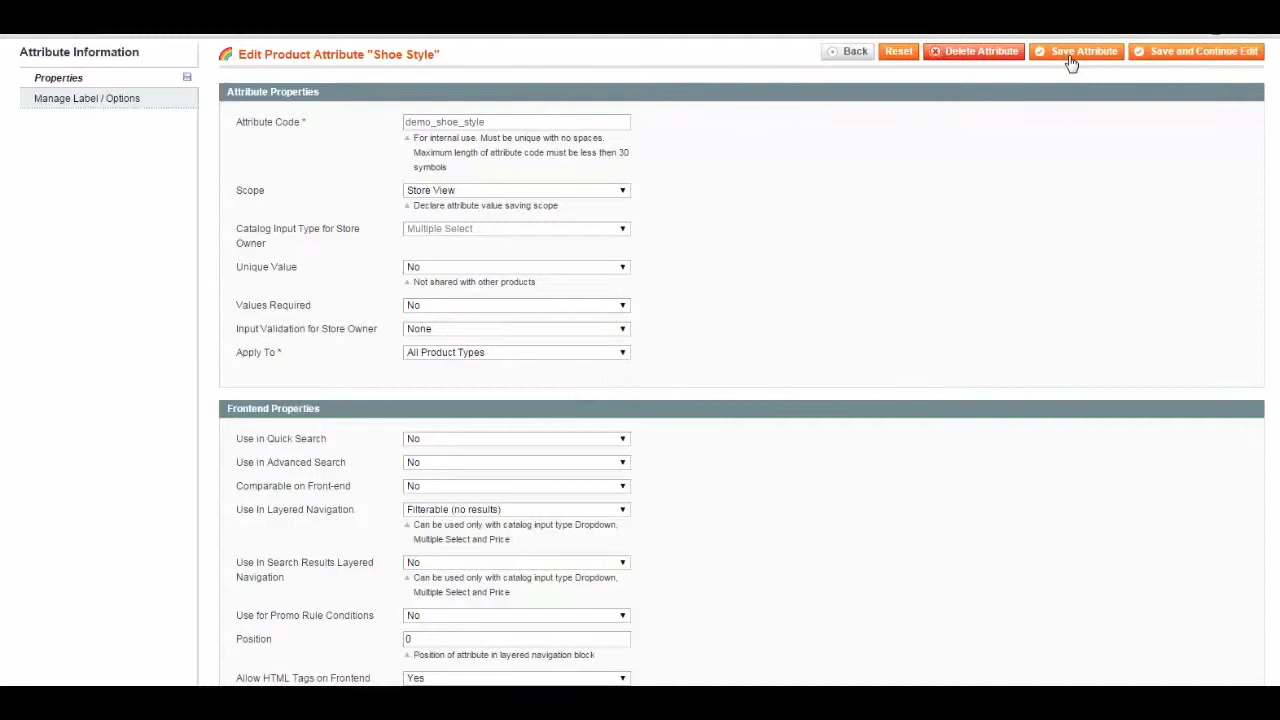 Attribute Information
Properties
Manage Label / Options
Edit Product Attribute "Shoe Style"
Back
Reset
Delete Attribute
Save Attribute
Save and Continue Edit
Attribute Properties
Attribute Code *
demo_shoe_style
For internal use. Must be unique with no spaces.
Maximum length of attribute code must be less then 30
symbols
Scope
Store View
Declare attribute value saving scope
Catalog Input Type for Store
Owner
Multiple Select
Unique Value
No
Not shared with other products
Values Required
No
Input Validation for Store Owner
None
Apply To *
All Product Types
Frontend Properties
Use in Quick Search
No
Use in Advanced Search
No
Comparable on Front-end
No
Use In Layered Navigation
Filterable (no results)
Can be used only with catalog input type Dropdown,
Multiple Select and Price
Use In Search Results Layered
Navigation
No
Can be used only with catalog input type Dropdown,
Multiple Select and Price
Use for Promo Rule Conditions
No
Position
0
Position of attribute in layered navigation block
Allow HTML Tags on Frontend
Yes